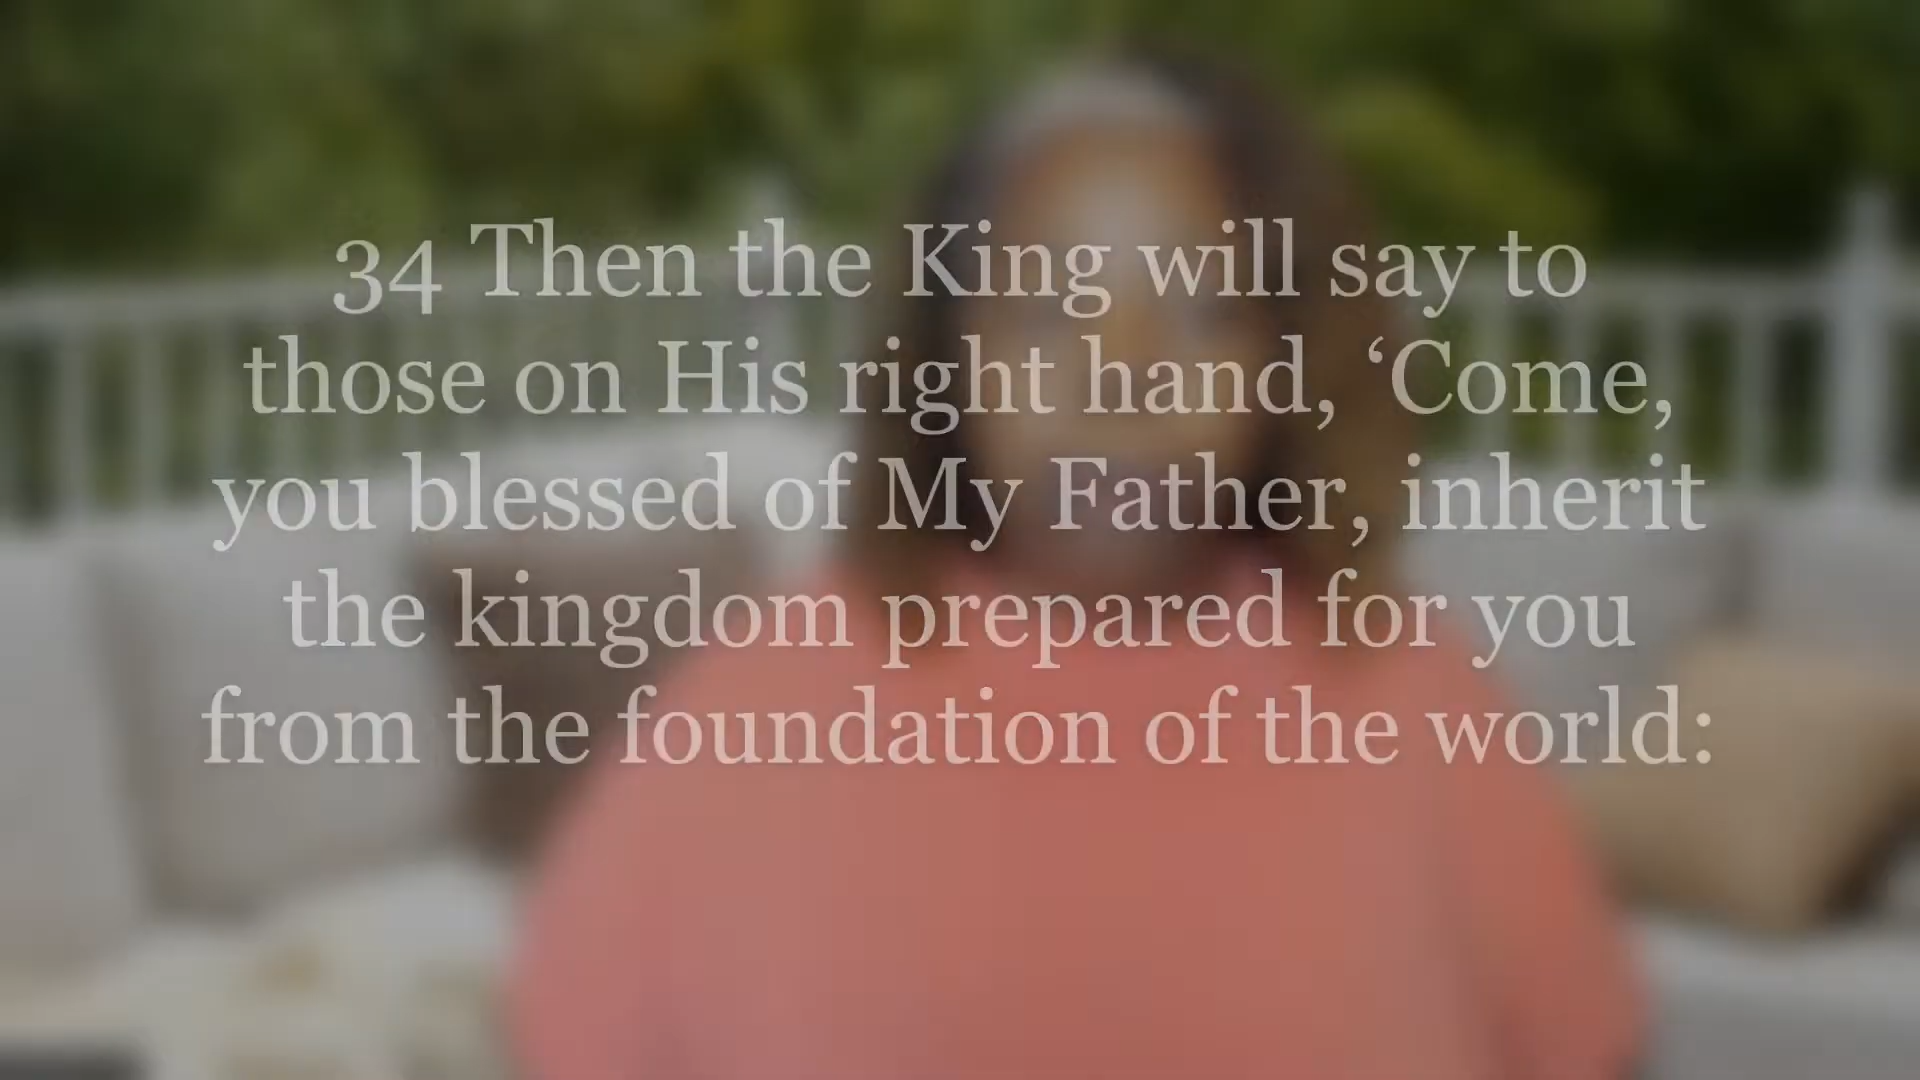 34 Then the King will say to
those on His right hand, ‘Come,
you blessed of My Father, inherit
the kingdom prepared for you
from the foundation of the world: